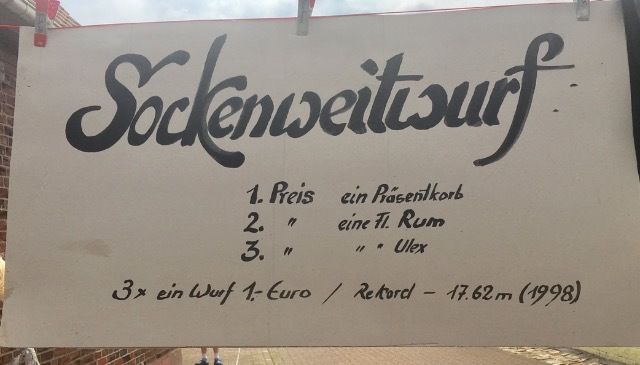 Sockenweitwurf
1. Preis ein Präsentkorb
2. " eine Fl. Rum
3. " " " Ulex
3x ein Wurf 1.- Euro / Rekord - 17.62m (1998)